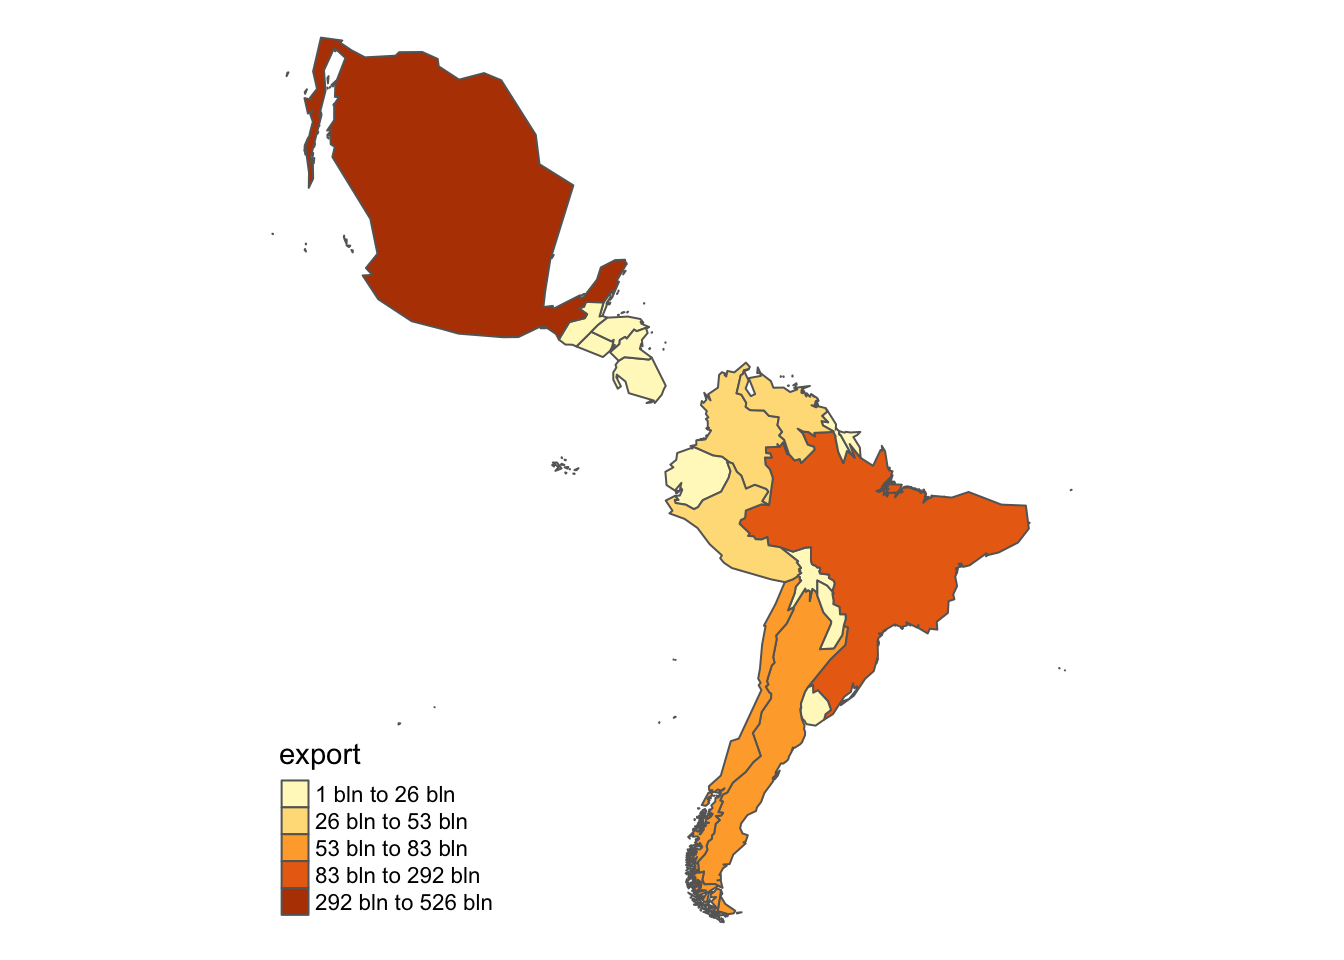 export
1 bln to 26 bln
26 bln to 53 bln
53 bln to 83 bln
83 bln to 292 bln
292 bln to 526 bln